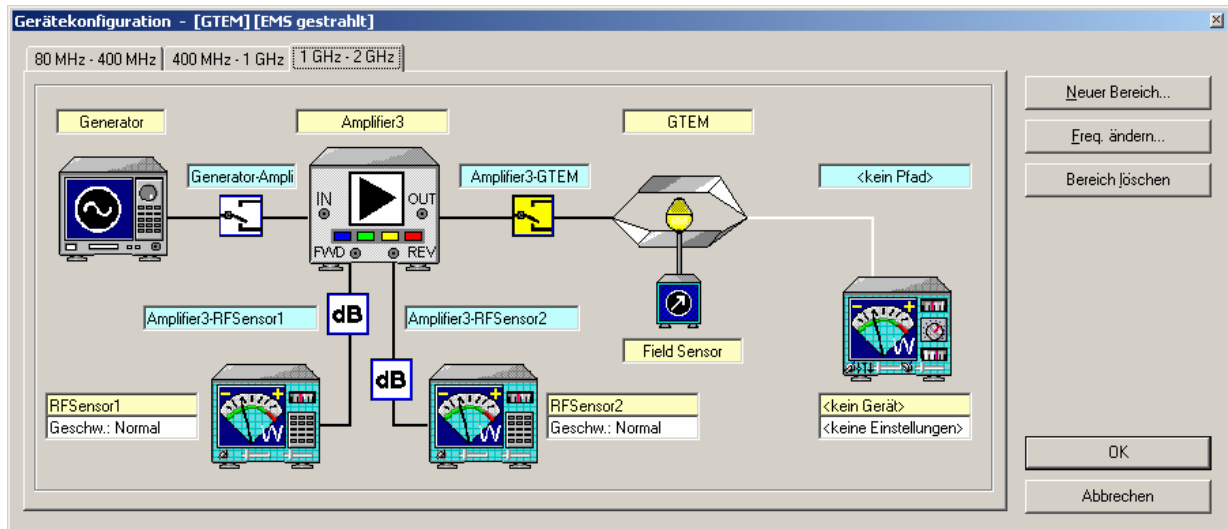 Gerätekonfiguration - [GTEM] [EMS gestrahlt]
80 MHz - 400 MHz
400 MHz - 1 GHz
1 GHz - 2 GHz
Neuer Bereich...
Freq. ändern...
Bereich löschen
Generator
Amplifier3
GTEM
Generator-Ampli
Amplifier3-GTEM
<kein Pfad>
IN
OUT
FWD
REV
Amplifier3-RFSensor1
dB
Amplifier3-RFSensor2
dB
Field Sensor
RFSensor1
Geschw.: Normal
RFSensor2
Geschw.: Normal
<kein Gerät>
<keine Einstellungen>
OK
Abbrechen